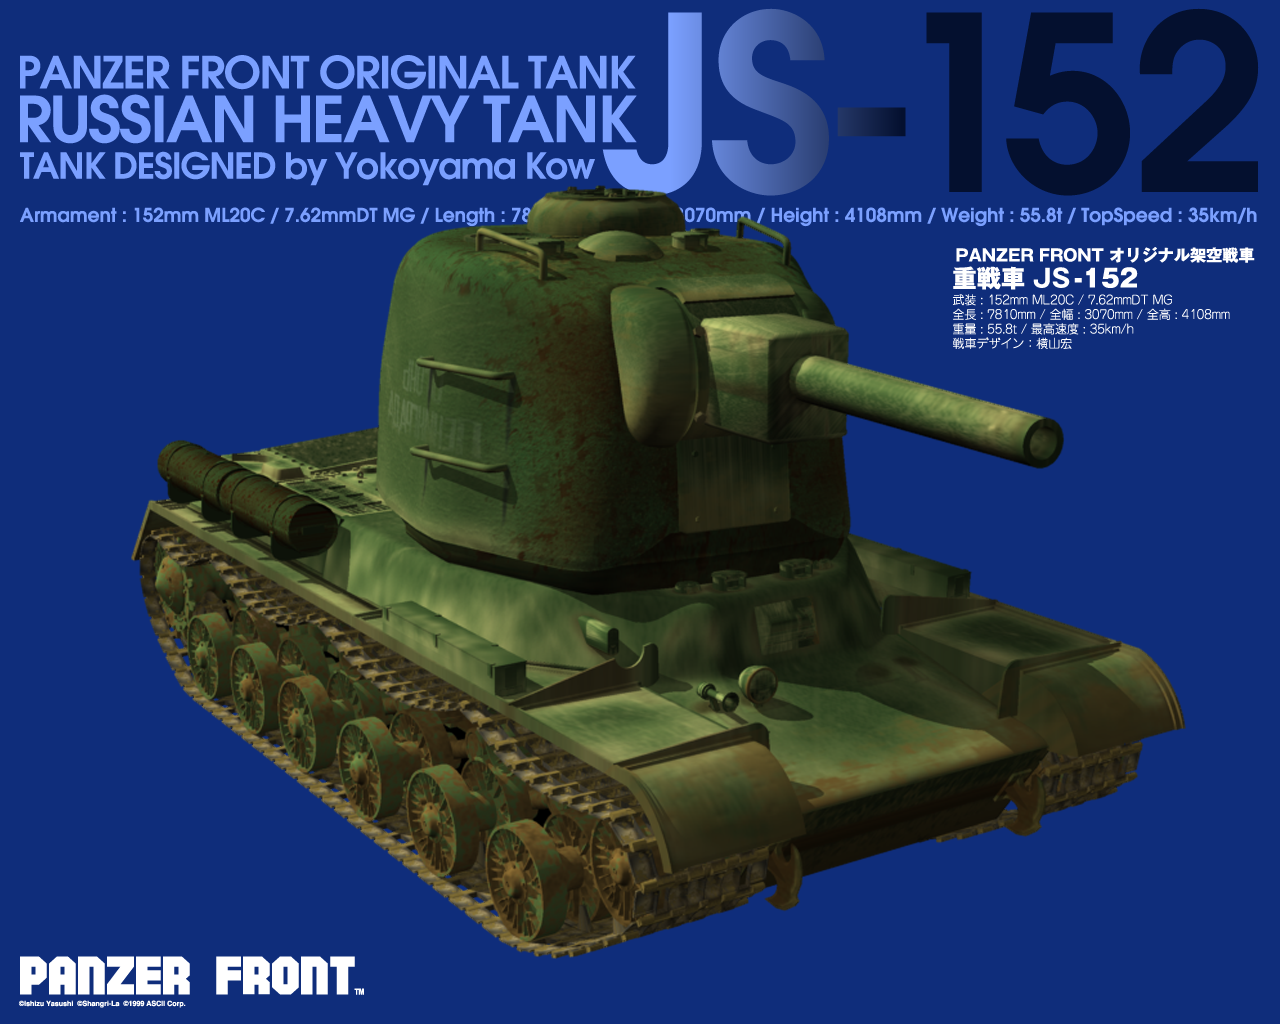 PANZER FRONT ORIGINAL TANK
RUSSIAN HEAVY TANK
JS-152
TANK DESIGNED by Yokoyama Kow
Armament : 152mm ML20C / 7.62mmDT MG / Length : 78 070mm / Height : 4108mm / Weight : 55.8t / TopSpeed : 35km/h
PANZER FRONT オリジナル架空戦車
重戦車 JS-152
武装 : 152mm ML20C / 7.62mmDT MG
全長 : 7810mm / 全幅 : 3070mm / 全高 : 4108mm
重量 : 55.8t / 最高速度 : 35km/h
戦車デザイン : 横山宏
PANZER FRONT™
©Ishizu Yasushi ©Shangri-La ©1999 ASCII Corp.